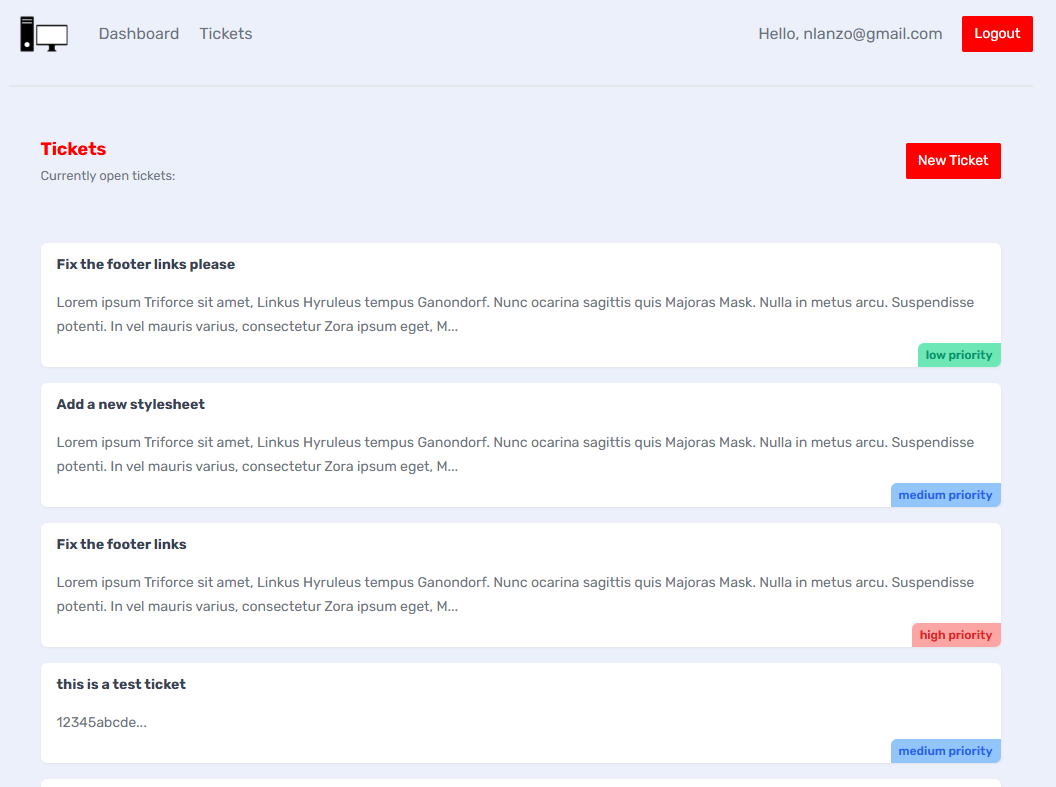 Dashboard Tickets Hello, nlanzo@gmail.com Logout
Tickets
Currently open tickets:
New Ticket
Fix the footer links please
Lorem ipsum Triforce sit amet, Linkus Hyruleus tempus Ganondorf. Nunc ocarina sagittis quis Majoras Mask. Nulla in metus arcu. Suspendisse
potenti. In vel mauris varius, consectetur Zora ipsum eget, M...
low priority
Add a new stylesheet
Lorem ipsum Triforce sit amet, Linkus Hyruleus tempus Ganondorf. Nunc ocarina sagittis quis Majoras Mask. Nulla in metus arcu. Suspendisse
potenti. In vel mauris varius, consectetur Zora ipsum eget, M...
medium priority
Fix the footer links
Lorem ipsum Triforce sit amet, Linkus Hyruleus tempus Ganondorf. Nunc ocarina sagittis quis Majoras Mask. Nulla in metus arcu. Suspendisse
potenti. In vel mauris varius, consectetur Zora ipsum eget, M...
high priority
this is a test ticket
12345abcde...
medium priority